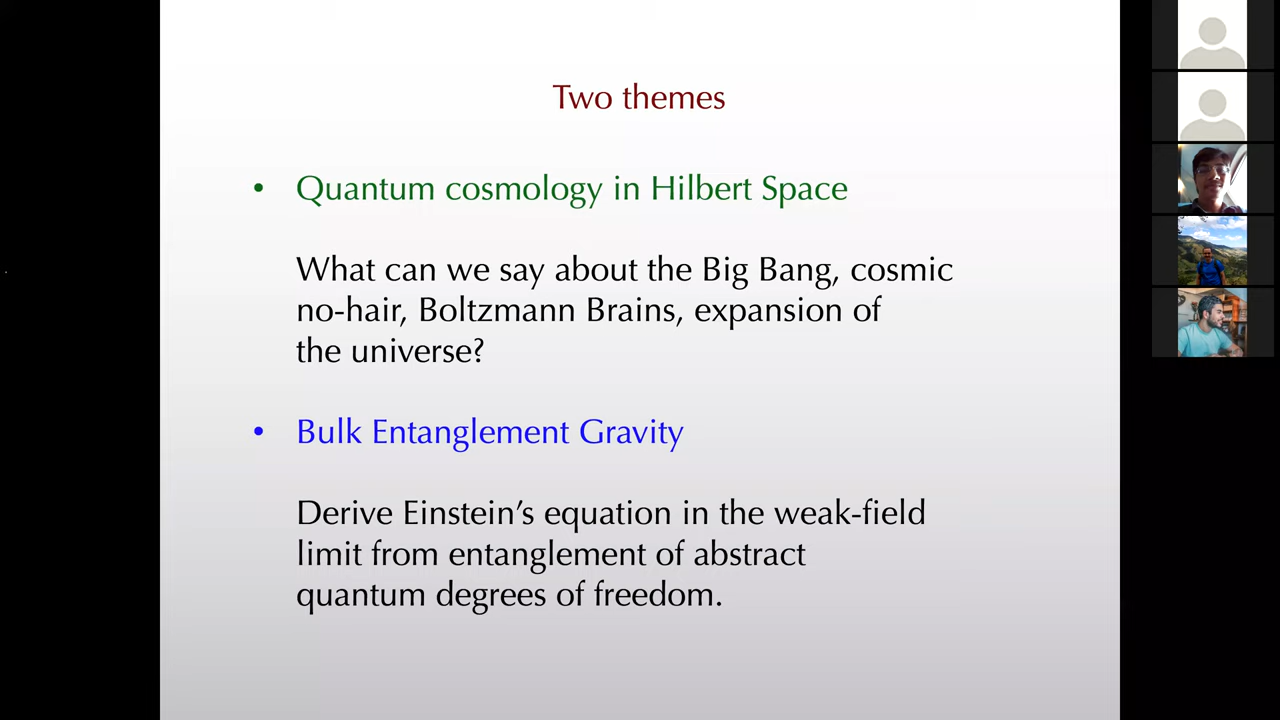 Two themes
• Quantum cosmology in Hilbert Space
What can we say about the Big Bang, cosmic
no-hair, Boltzmann Brains, expansion of
the universe?
• Bulk Entanglement Gravity
Derive Einstein’s equation in the weak-field
limit from entanglement of abstract
quantum degrees of freedom.